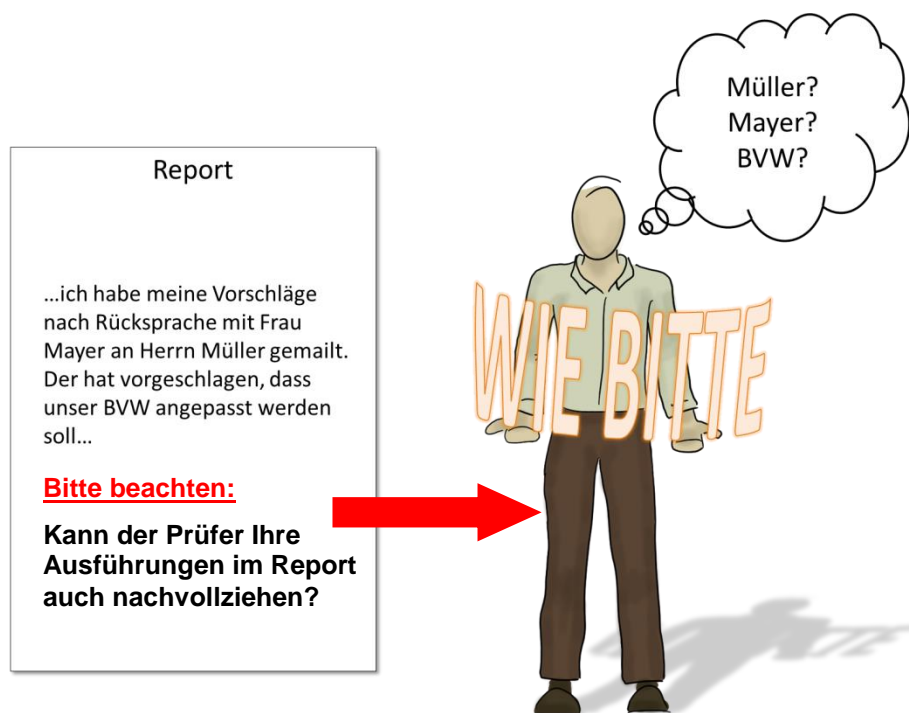 Report
...ich habe meine Vorschläge
nach Rücksprache mit Frau
Mayer an Herrn Müller gemailt.
Der hat vorgeschlagen, dass
unser BVW angepasst werden
soll...
Bitte beachten:
Kann der Prüfer Ihre
Ausführungen im Report
auch nachvollziehen?
Müller?
Mayer?
BVW?
WIE BITTE